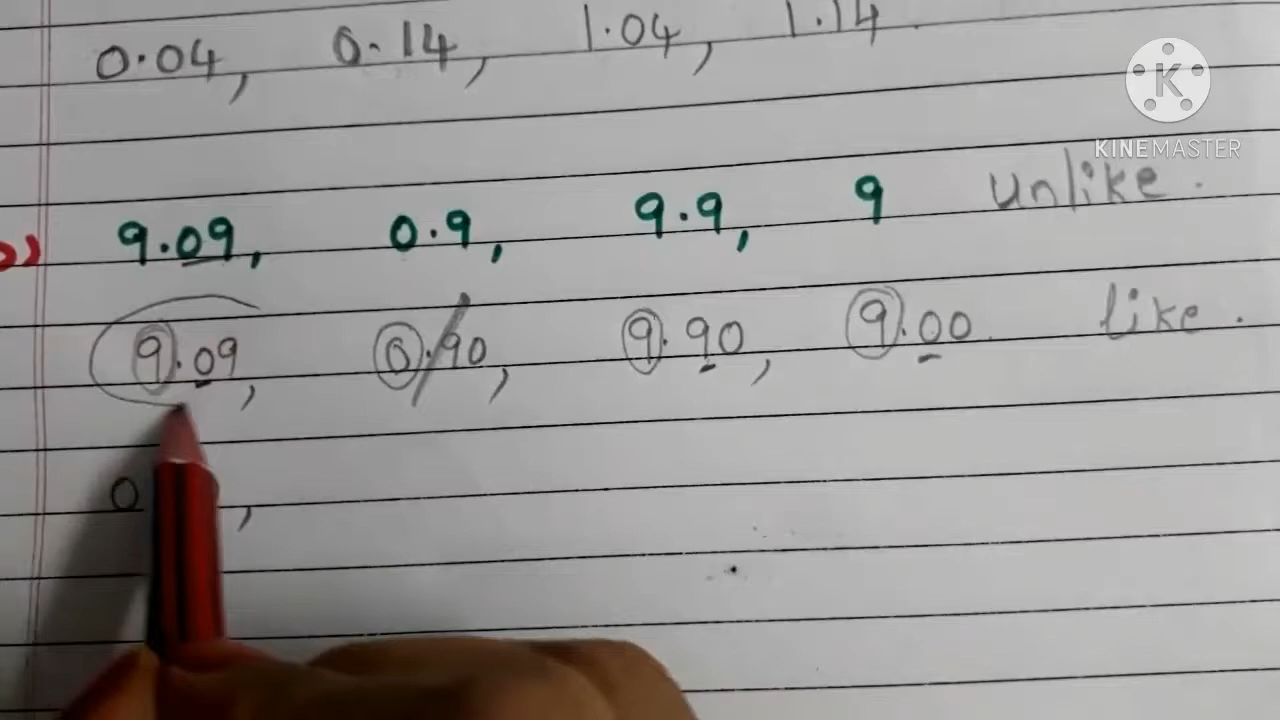 0.04, 0.14, 1.04, 1.14
KINEMASTER
9.09, 0.9, 9.9, 9 unlike.
9.09, 0.90, 9.90, 9.00 like.
0 ,